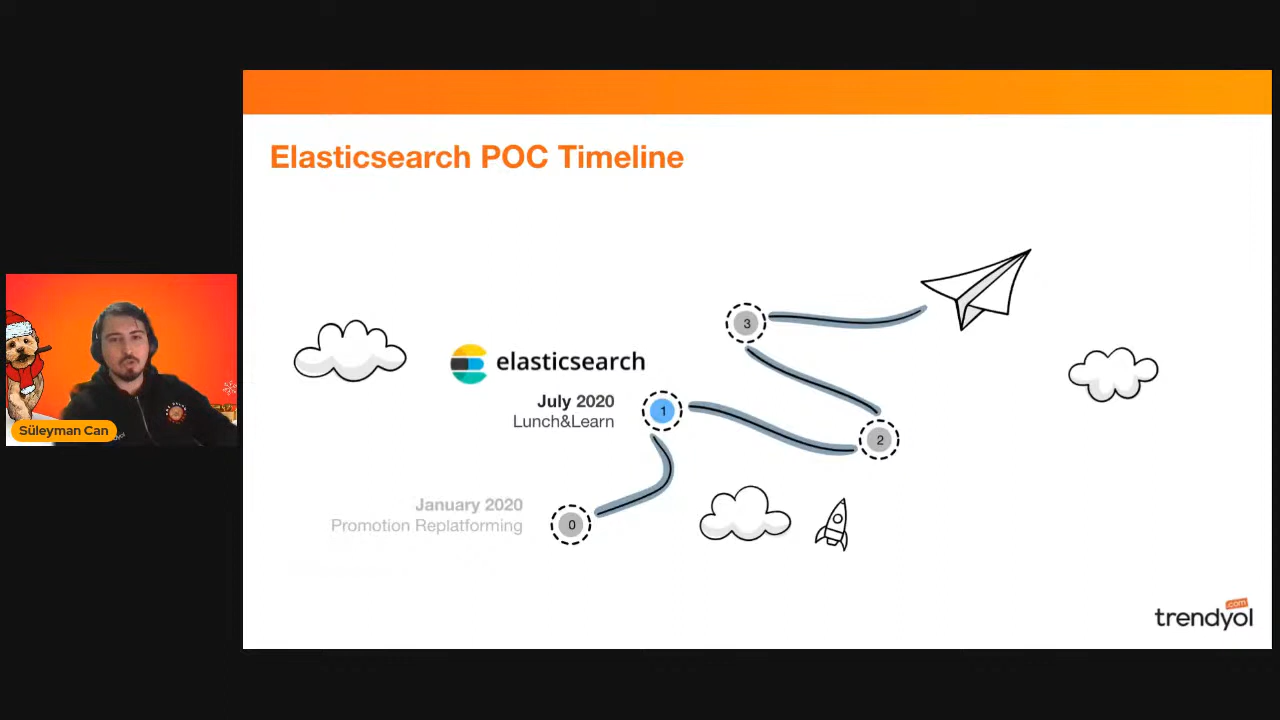 Elasticsearch POC Timeline
3
elasticsearch
July 2020
Lunch&Learn
1
2
January 2020
Promotion Replatforming
0
Süleyman Can
.com
trendyol